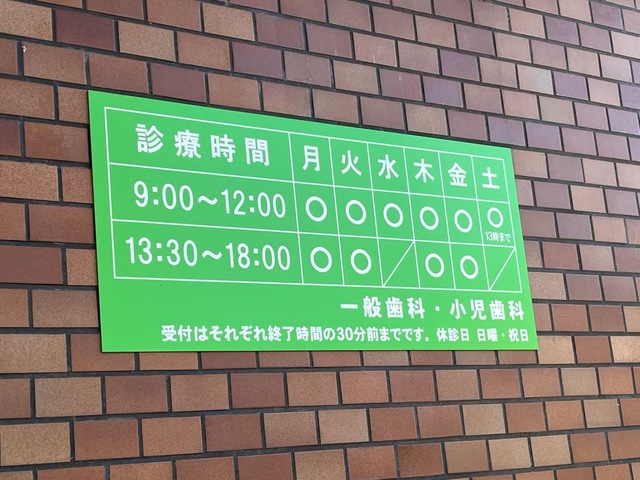 診療時間 月 火 水 木 金 土
9:00～12:00 ○ ○ ○ ○ ○ ○ 13時まで
13:30～18:00 ○ ○ ／ ○ ○ ／
一般歯科・小児歯科
受付はそれぞれ終了時間の30分前までです。休診日 日曜・祝日